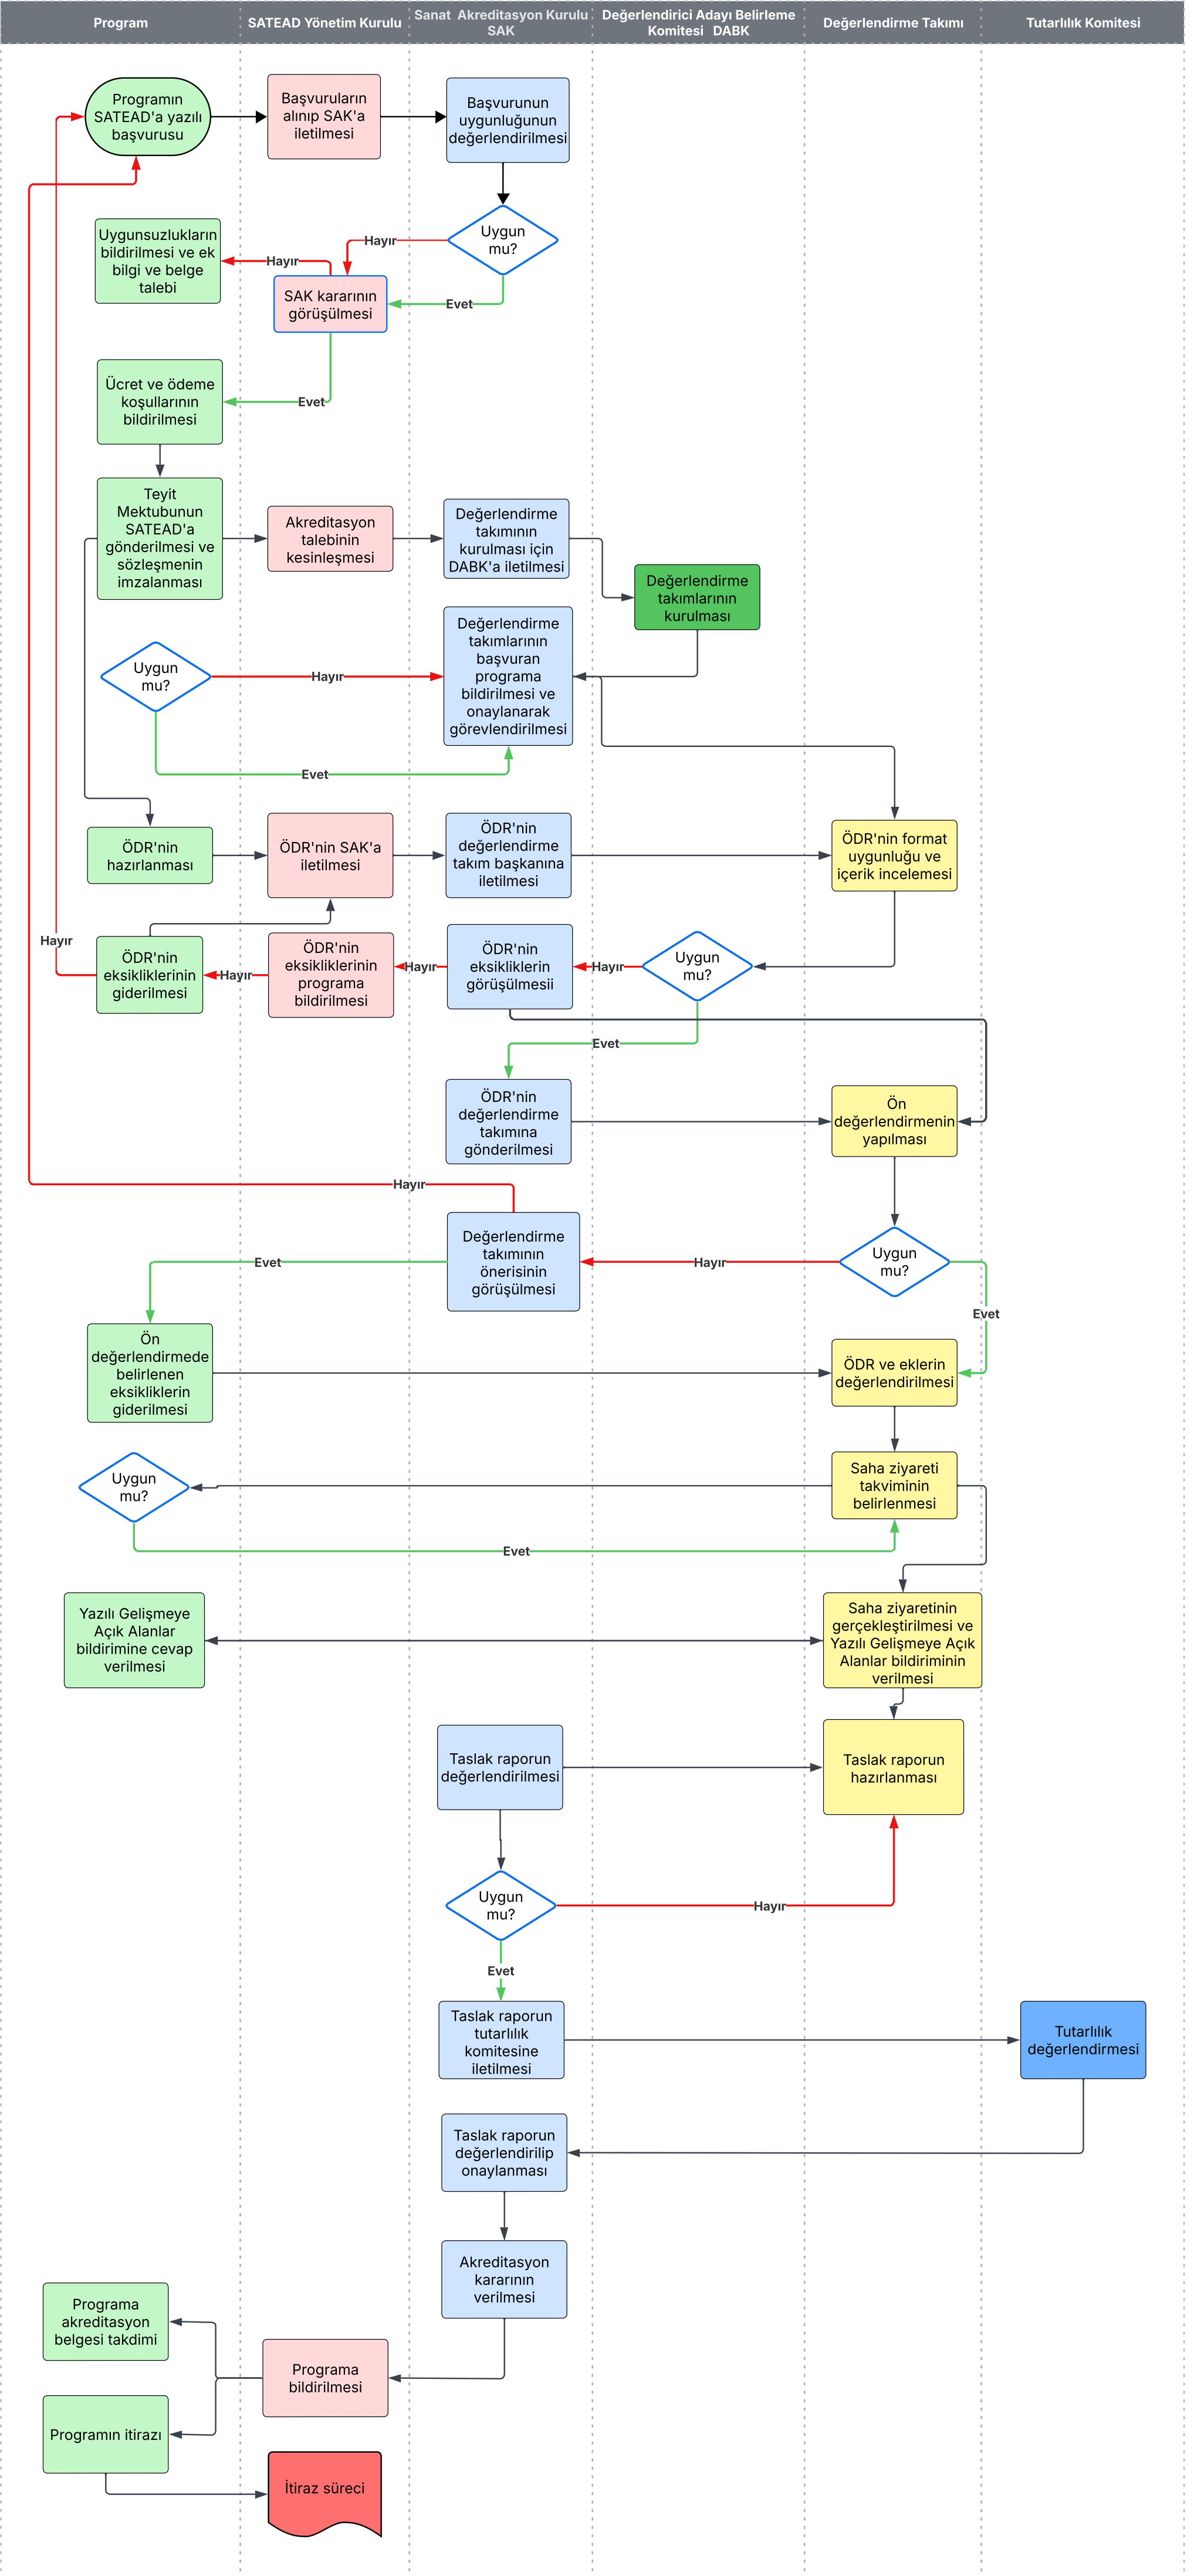 Program
SATEAD Yönetim Kurulu
Sanat Akreditasyon Kurulu
SAK
Değerlendirici Adayı Belirleme
Komitesi DABK
Değerlendirme Takımı
Tutarlılık Komitesi
Programın
SATEAD'a yazılı
başvurusu
Başvuruların
alınıp SAK'a
iletilmesi
Başvurunun
uygunluğunun
değerlendirilmesi
Uygun
mu?
Hayır
Uygunsuzlukların
bildirilmesi ve ek
bilgi ve belge
talebi
Hayır
SAK kararının
görüşülmesi
Evet
Ücret ve ödeme
koşullarının
bildirilmesi
Evet
Teyit
Mektubunun
SATEAD'a
gönderilmesi ve
sözleşmenin
imzalanması
Akreditasyon
talebinin
kesinleşmesi
Değerlendirme
takımının
kurulması için
DABK'a iletilmesi
Değerlendirme
takımlarının
kurulması
Uygun
mu?
Hayır
Değerlendirme
takımlarının
başvuran
programa
bildirilmesi ve
onaylanarak
görevlendirilmesi
Evet
ÖDR'nin
hazırlanması
ÖDR'nin SAK'a
iletilmesi
ÖDR'nin
değerlendirme
takım başkanına
iletilmesi
ÖDR'nin format
uygunluğu ve
içerik incelemesi
Hayır
ÖDR'nin
eksikliklerinin
giderilmesi
Hayır
ÖDR'nin
eksikliklerinin
programa
bildirilmesi
Hayır
ÖDR'nin
eksikliklerin
görüşülmesii
Hayır
Uygun
mu?
Evet
ÖDR'nin
değerlendirme
takımına
gönderilmesi
Ön
değerlendirmenin
yapılması
Hayır
Evet
Değerlendirme
takımının
önerisinin
görüşülmesi
Hayır
Uygun
mu?
Evet
Ön
değerlendirmede
belirlenen
eksikliklerin
giderilmesi
ÖDR ve eklerin
değerlendirilmesi
Uygun
mu?
Saha ziyareti
takviminin
belirlenmesi
Evet
Yazılı Gelişmeye
Açık Alanlar
bildirimine cevap
verilmesi
Saha ziyaretinin
gerçekleştirilmesi ve
Yazılı Gelişmeye Açık
Alanlar bildiriminin
verilmesi
Taslak raporun
değerlendirilmesi
Taslak raporun
hazırlanması
Uygun
mu?
Hayır
Evet
Taslak raporun
tutarlılık
komitesine
iletilmesi
Tutarlılık
değerlendirmesi
Taslak raporun
değerlendirilip
onaylanması
Akreditasyon
kararının
verilmesi
Programa
akreditasyon
belgesi takdimi
Programa
bildirilmesi
Programın itirazı
İtiraz süreci